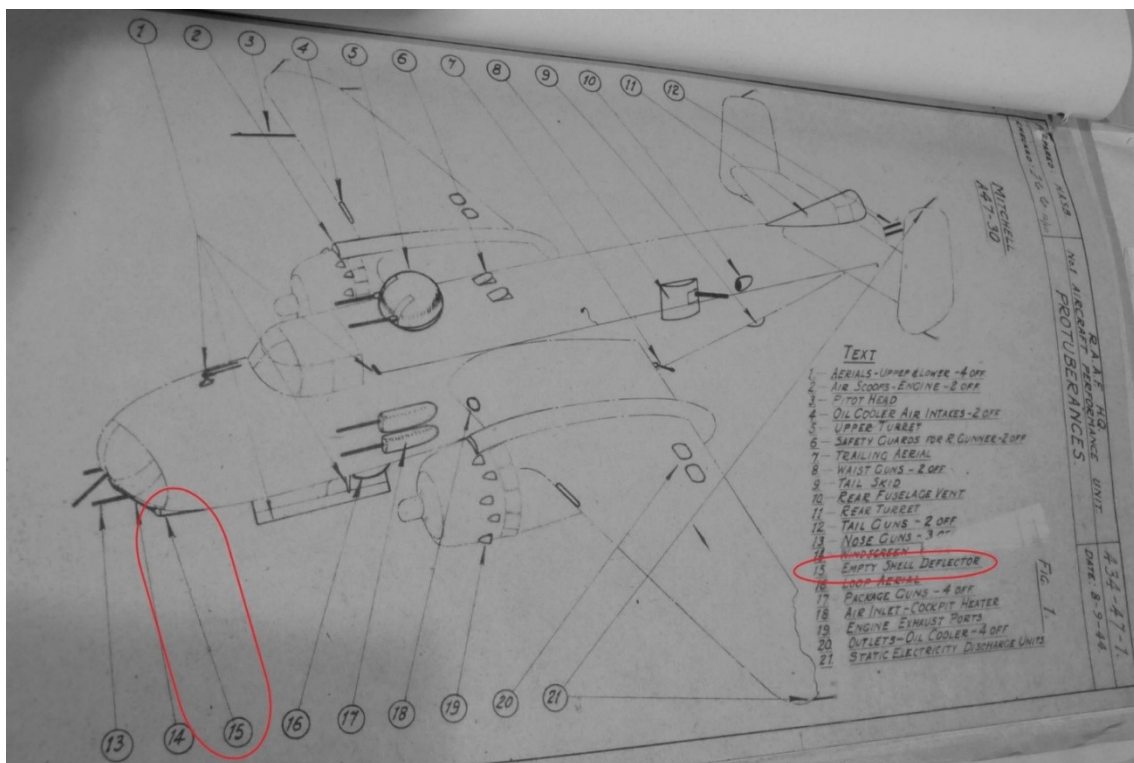 1 2 3 4 5 6 7 8 9 10 11 12
MITCHELL
A47-30
R.A.A.F. HQ
No1 AIRCRAFT PERFORMANCE UNIT
PROTUBERANCES.
A34-47-1.
DATE: 8-9-44
FIG. 1.
TEXT
1 - AERIALS - UPPER & LOWER - 4 OFF
2 - AIR SCOOPS - ENGINE - 2 OFF
3 - PITOT HEAD
4 - OIL COOLER AIR INTAKES - 2 OFF
5 - UPPER TURRET
6 - SAFETY GUARDS FOR R. GUNNER - 2 OFF
7 - TRAILING AERIAL
8 - WAIST GUNS - 2 OFF
9 - TAIL SKID
10 REAR FUSELAGE VENT
11 REAR TURRET
12 TAIL GUNS - 2 OFF
13 NOSE GUNS - 3 OFF
14 WINDSCREEN
15 EMPTY SHELL DEFLECTOR
16 LOOP AERIAL
17 PACKAGE GUNS - 4 OFF
18 AIR INLET - COCKPIT HEATER
19 ENGINE EXHAUST PORTS
20 OUTLETS - OIL COOLER - 4 OFF
21 STATIC ELECTRICITY DISCHARGE UNITS
13 14 15 16 17 18 19 20 21